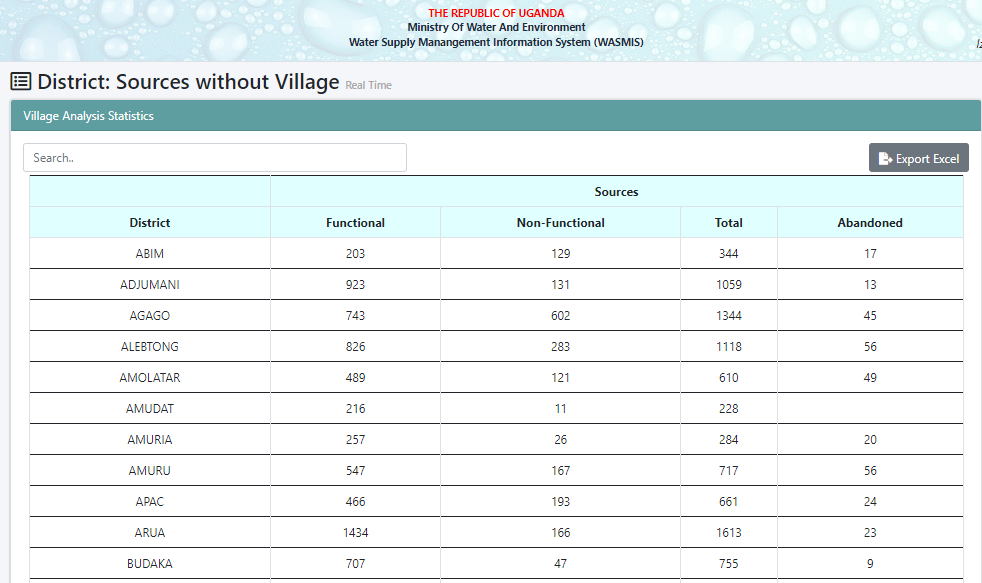 THE REPUBLIC OF UGANDA
Ministry Of Water And Environment
Water Supply Manangement Information System (WASMIS)
District: Sources without Village Real Time
Village Analysis Statistics
Search.. Export Excel
Sources
District Functional Non-Functional Total Abandoned
ABIM 203 129 344 17
ADJUMANI 923 131 1059 13
AGAGO 743 602 1344 45
ALEBTONG 826 283 1118 56
AMOLATAR 489 121 610 49
AMUDAT 216 11 228
AMURIA 257 26 284 20
AMURU 547 167 717 56
APAC 466 193 661 24
ARUA 1434 166 1613 23
BUDAKA 707 47 755 9